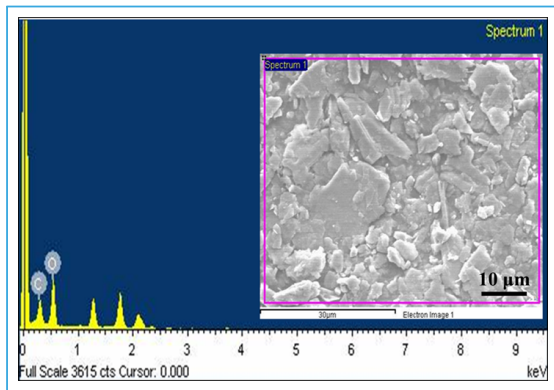 Spectrum 1
Spectrum 1
10 µm
30µm Electron Image 1
C O
0 1 2 3 4 5 6 7 8 9
Full Scale 3615 cts Cursor: 0.000 keV